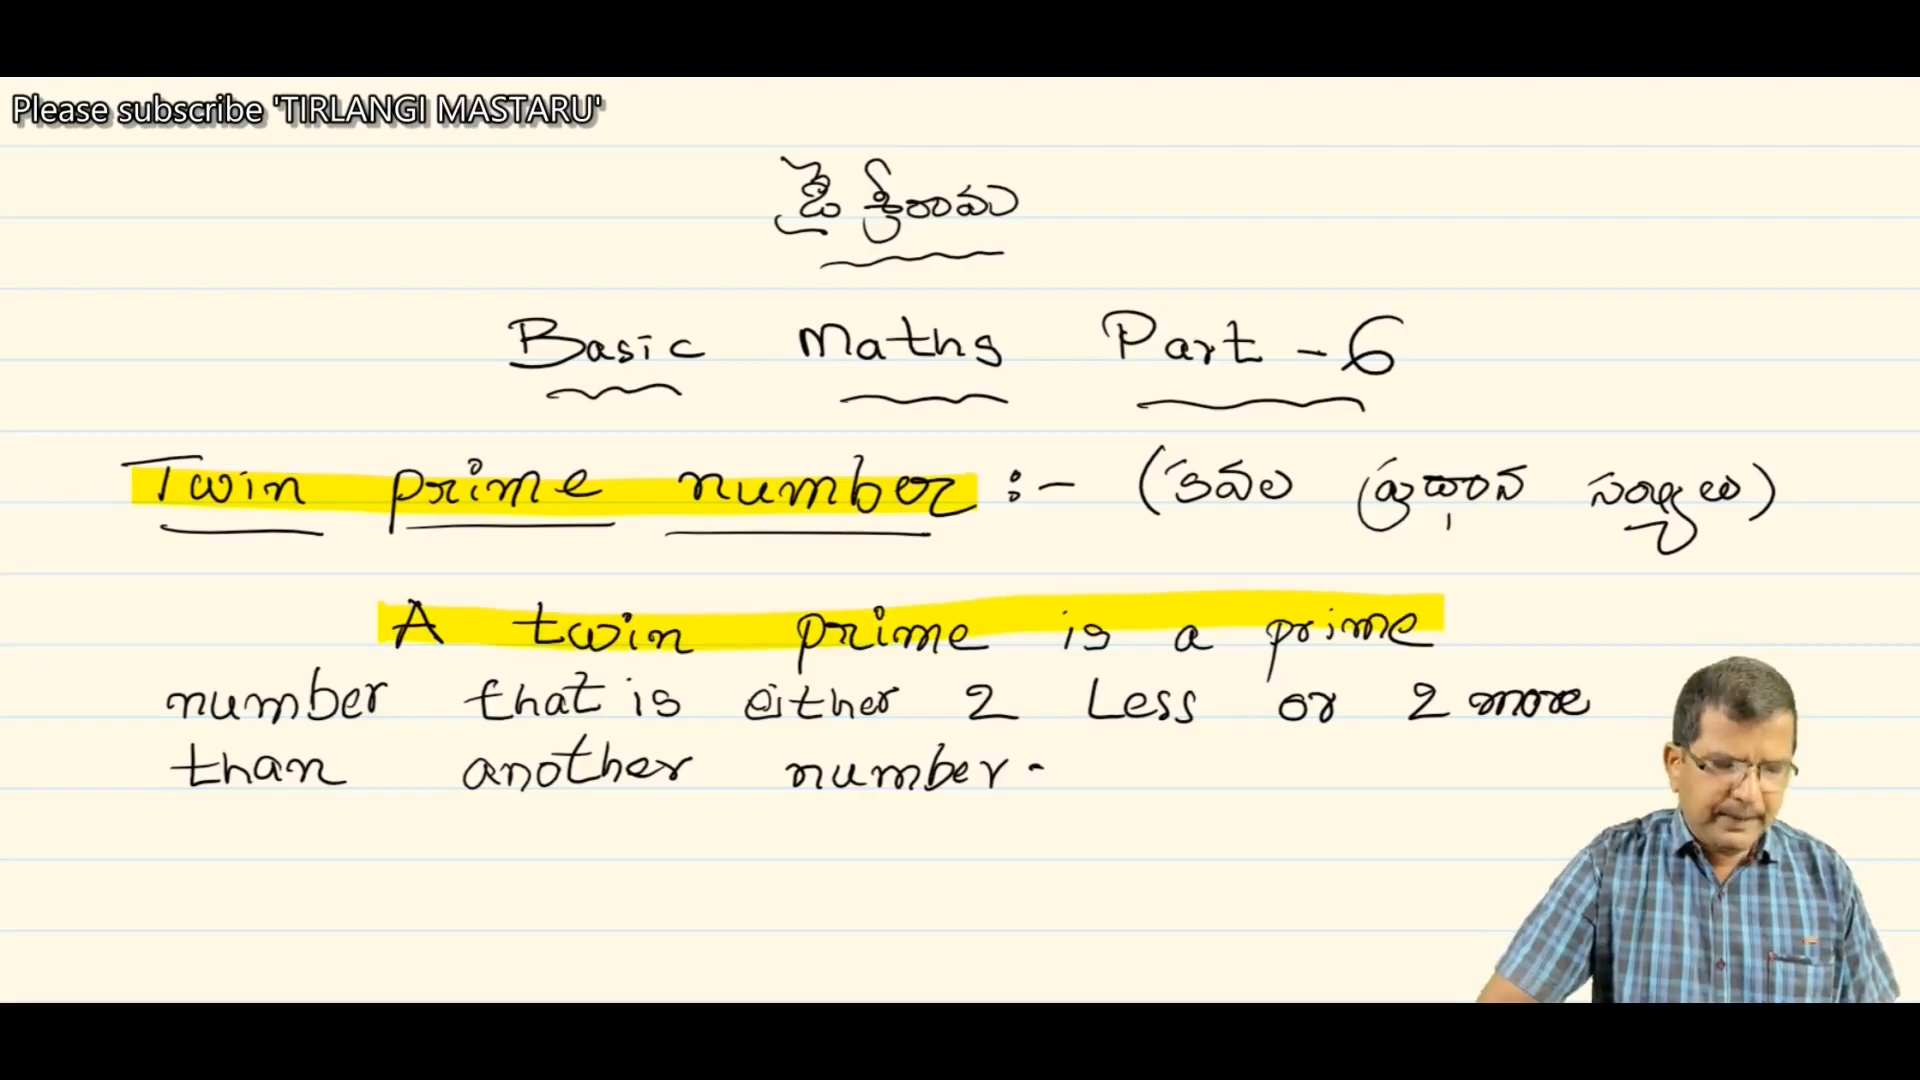 Please subscribe 'TIRLANGI MASTARU'
జై శ్రీరామ
Basic Maths Part - 6
Twin prime number :- (కవల ప్రధాన సంఖ్యలు)
A twin prime is a prime
number that is either 2 Less or 2 more
than another number.